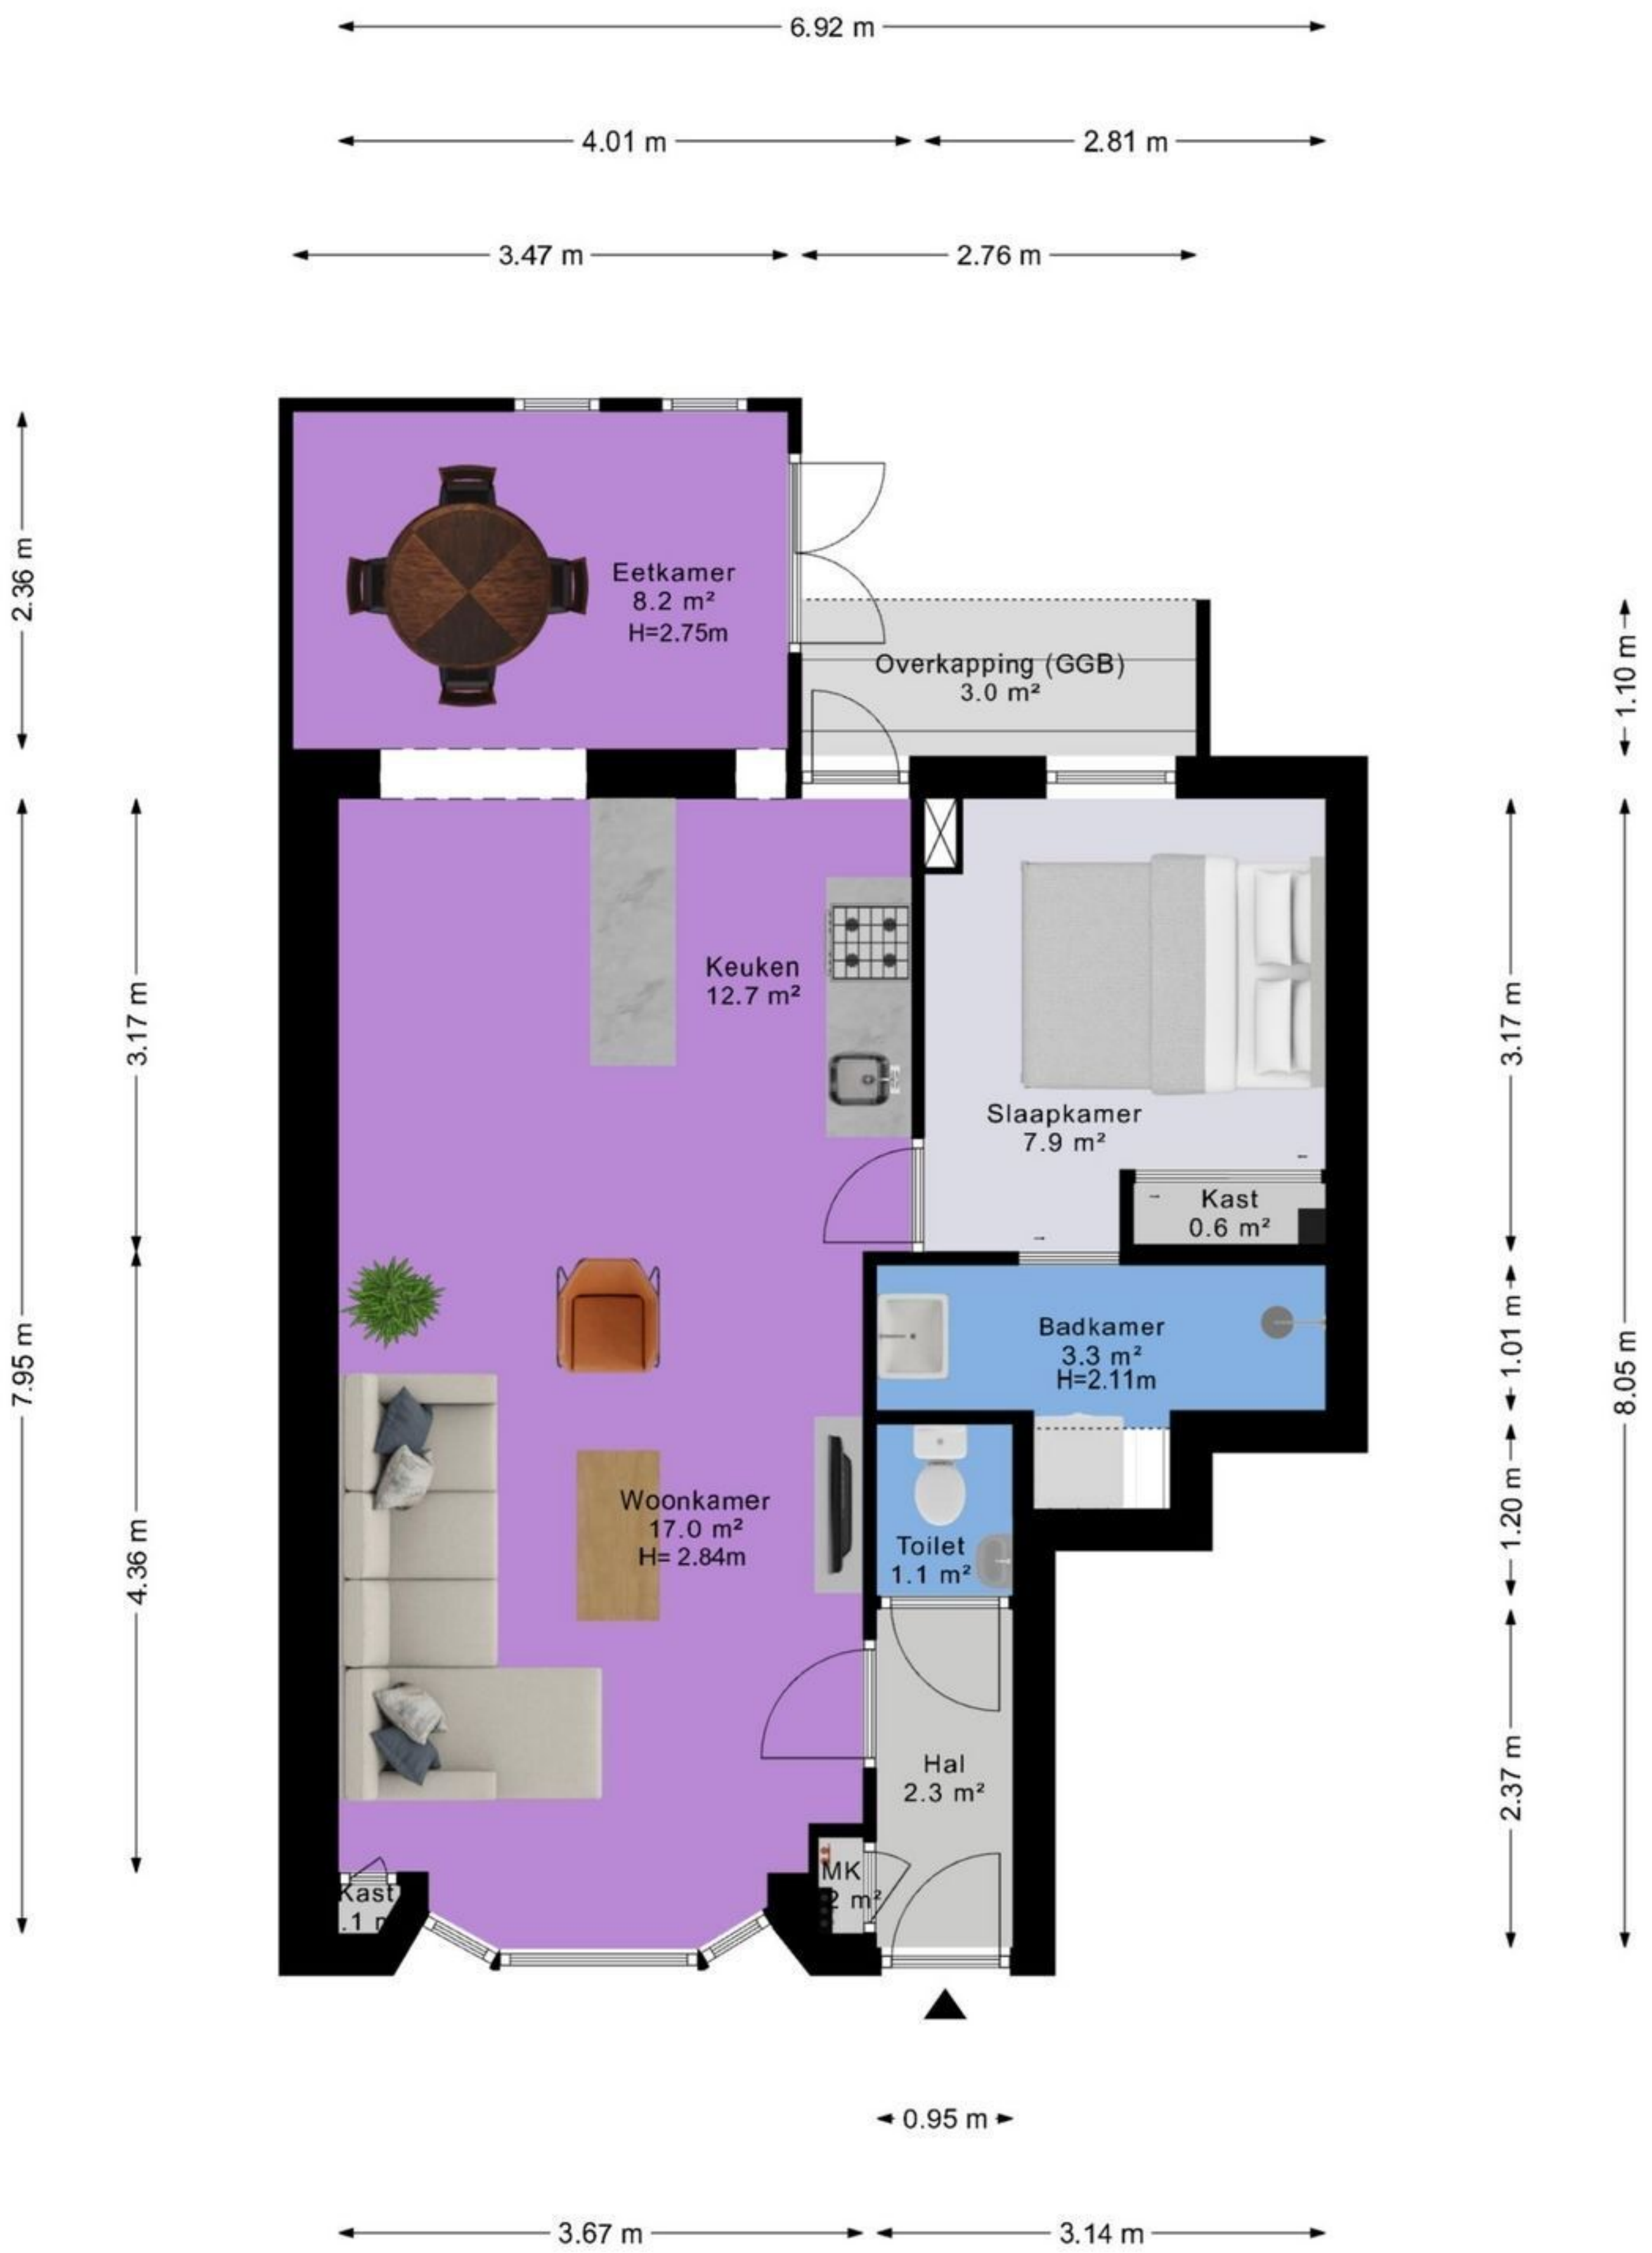 6.92 m
4.01 m
2.81 m
3.47 m
2.76 m
2.36 m
Eetkamer
8.2 m²
H=2.75m
Overkapping (GGB)
3.0 m²
1.10 m
Keuken
12.7 m²
3.17 m
3.17 m
Slaapkamer
7.9 m²
Kast
0.6 m²
7.95 m
8.05 m
Badkamer
3.3 m²
H=2.11m
1.01 m
Woonkamer
17.0 m²
H= 2.84m
4.36 m
1.20 m
Toilet
1.1 m²
Hal
2.3 m²
2.37 m
MK
m²
Kast
.1
0.95 m
3.67 m
3.14 m